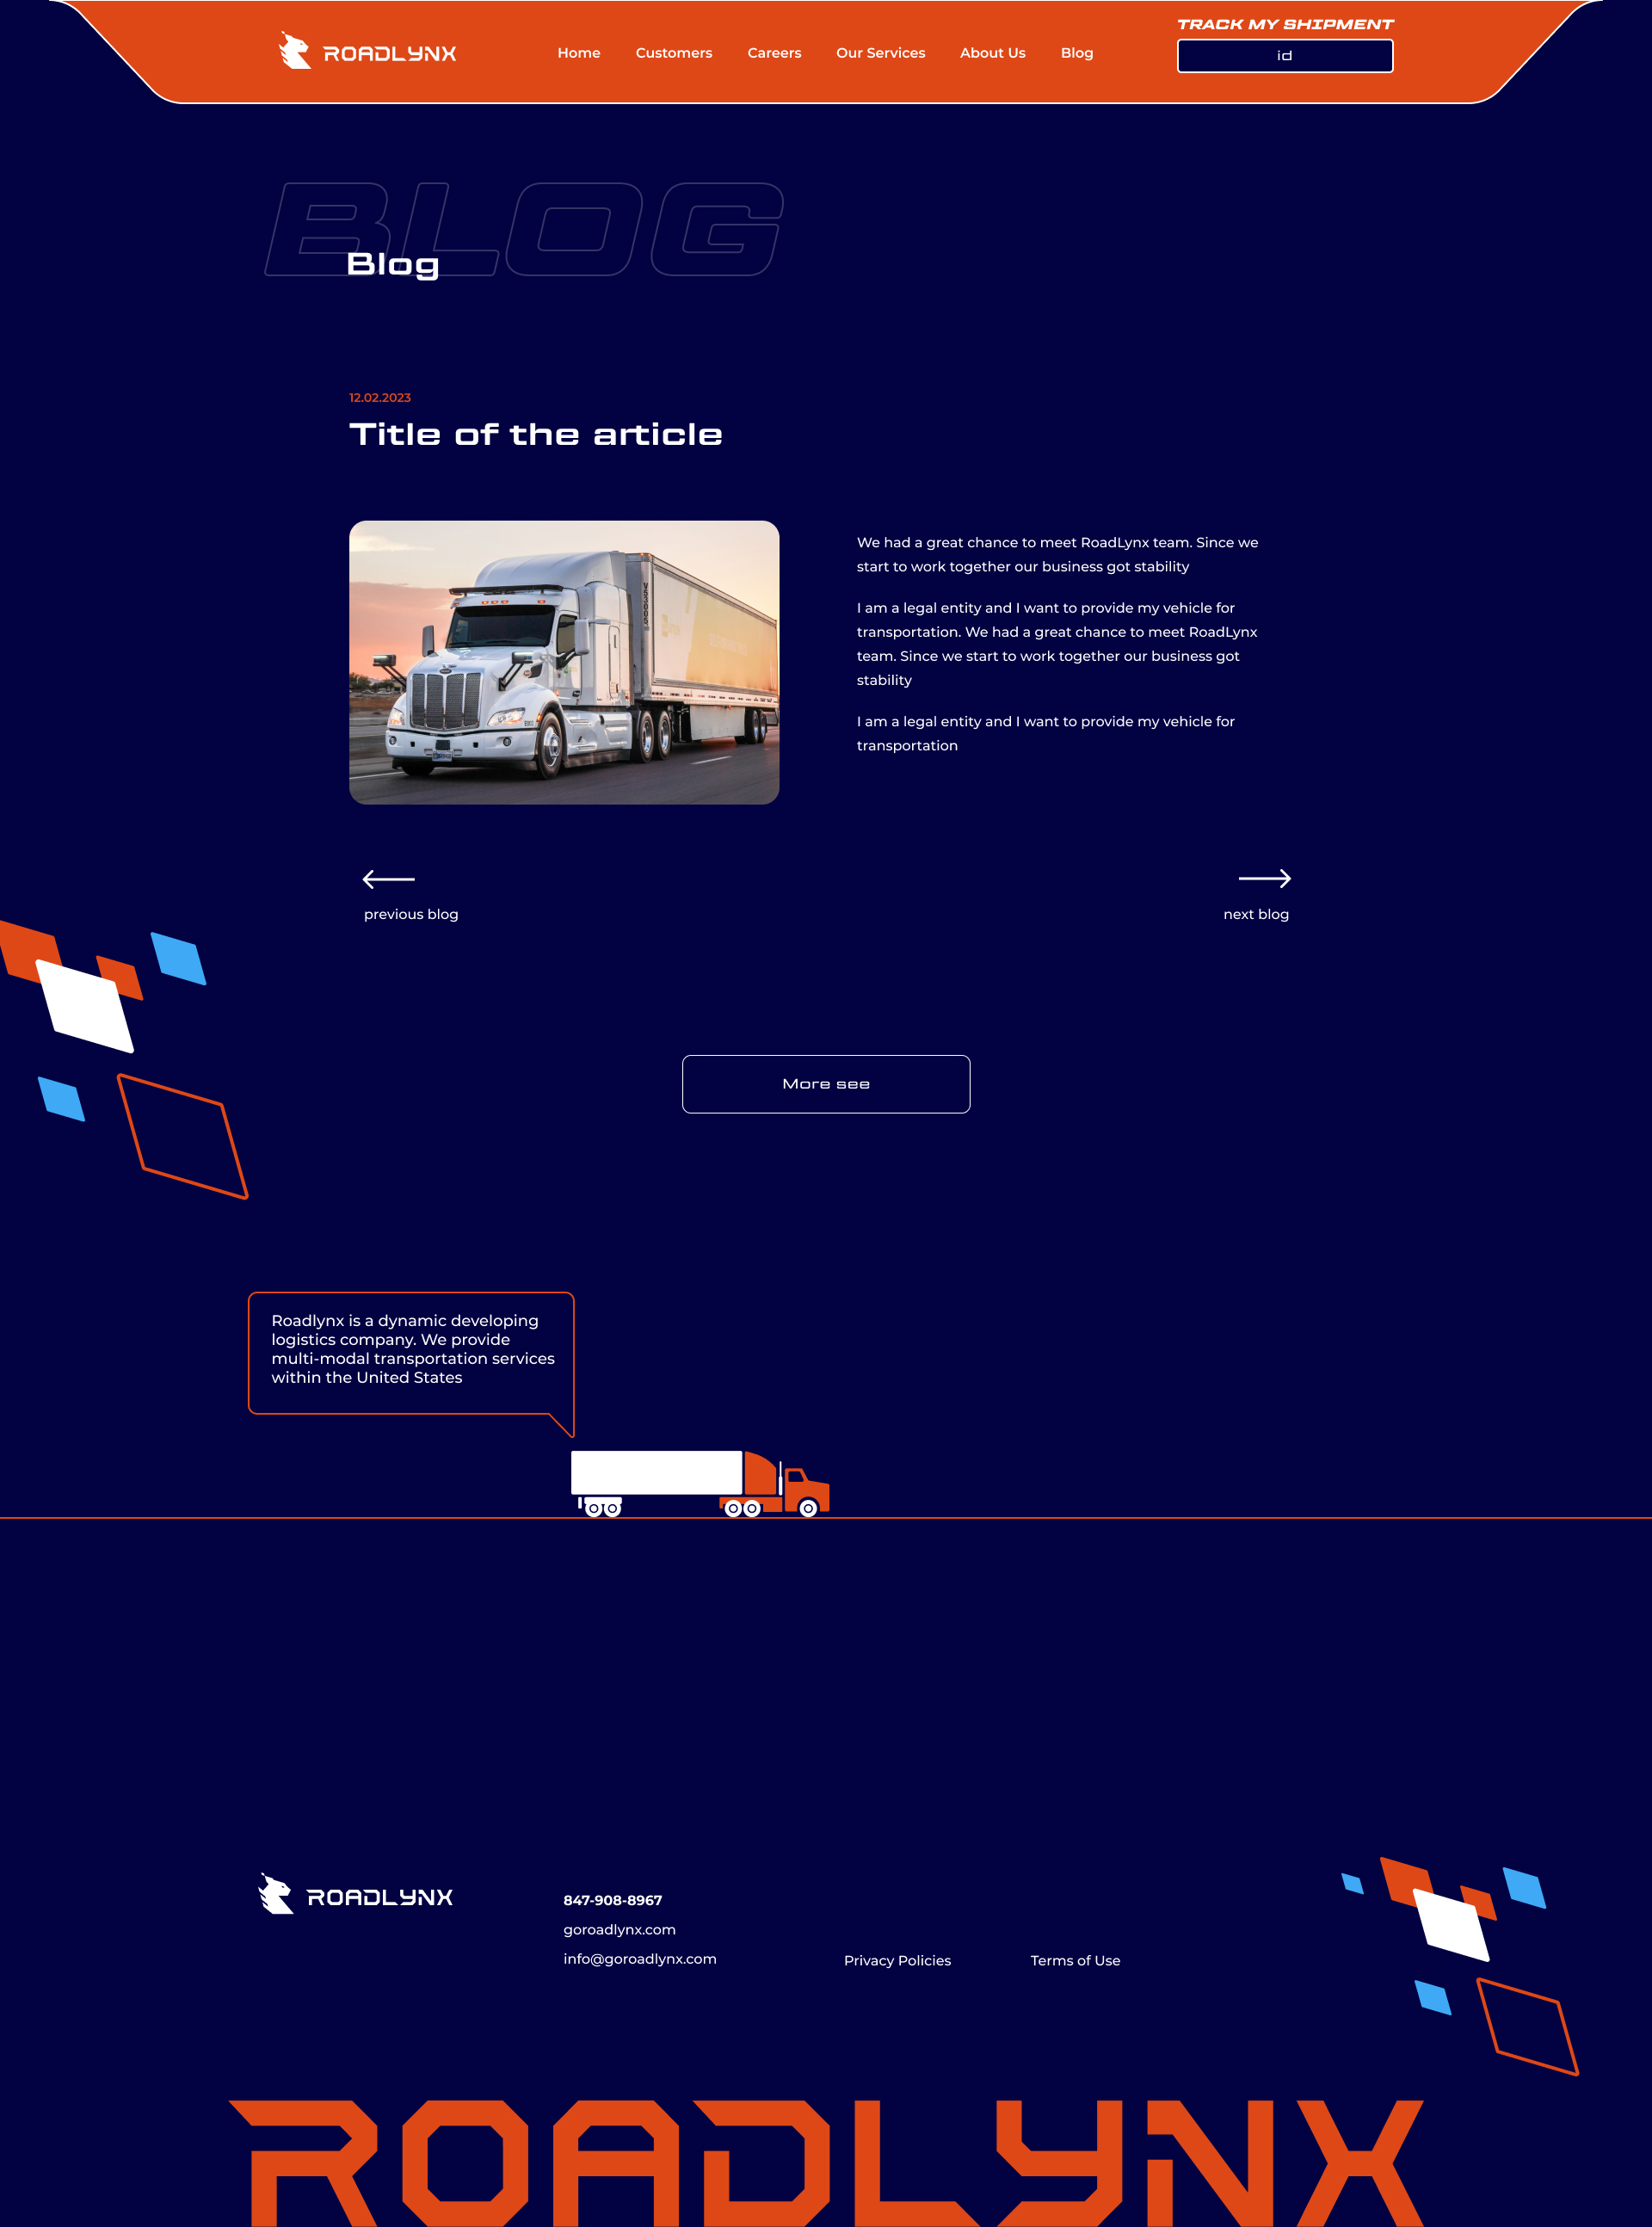 ROADLYNX
Home Customers Careers Our Services About Us Blog
TRACK MY SHIPMENT
id
BLOG
Blog
12.02.2023
Title of the article
We had a great chance to meet RoadLynx team. Since we
start to work together our business got stability
I am a legal entity and I want to provide my vehicle for
transportation. We had a great chance to meet RoadLynx
team. Since we start to work together our business got
stability
I am a legal entity and I want to provide my vehicle for
transportation
previous blog
next blog
More see
Roadlynx is a dynamic developing
logistics company. We provide
multi-modal transportation services
within the United States
ROADLYNX
847-908-8967
goroadlynx.com
info@goroadlynx.com
Privacy Policies
Terms of Use
ROADLYNX